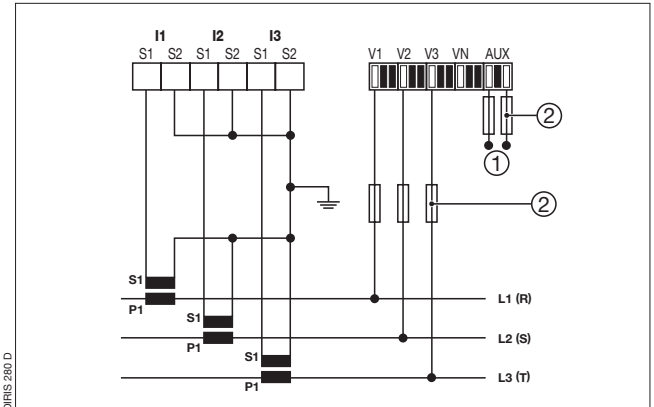 I1 I2 I3
S1 S2 S1 S2 S1 S2
V1 V2 V3 VN AUX
2
1
2
S1
P1
L1 (R)
S1
P1
L2 (S)
S1
P1
L3 (T)
DIRIS 280 D